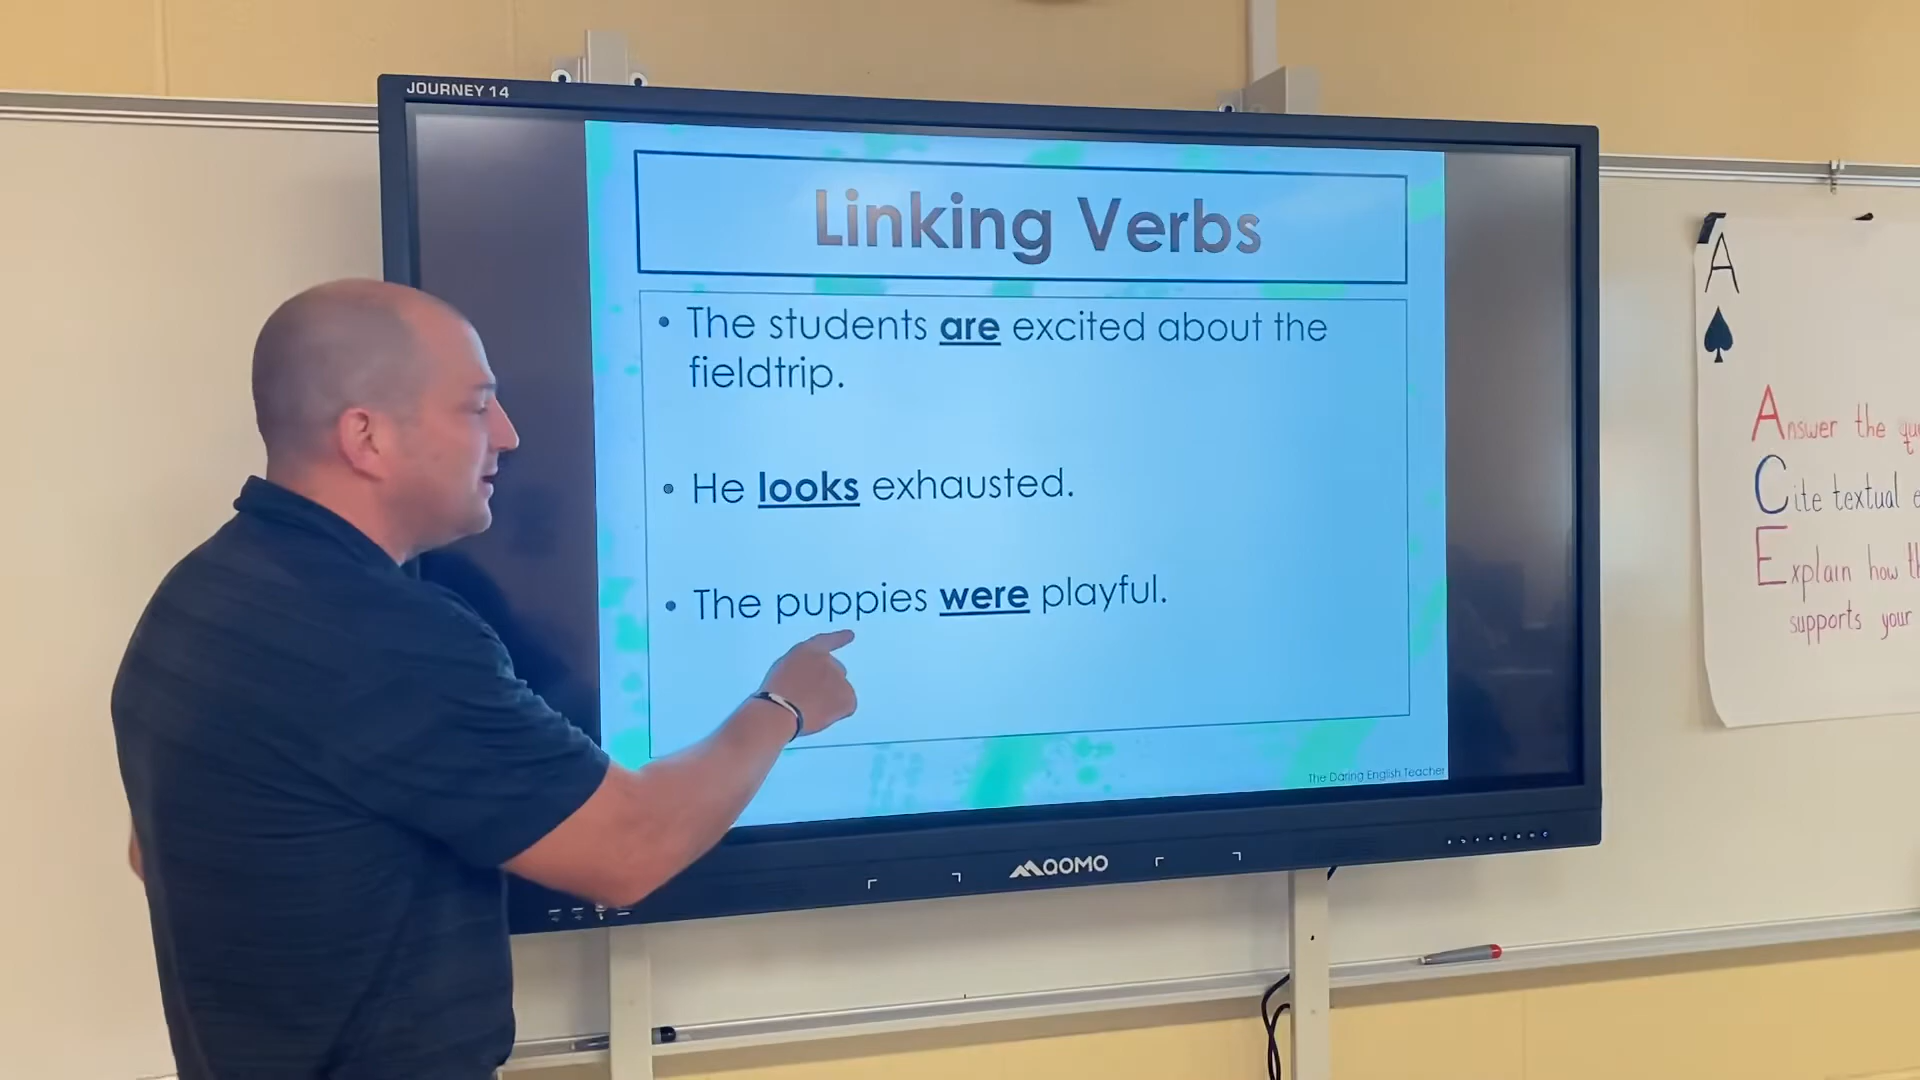 JOURNEY 14
Linking Verbs
• The students are excited about the
fieldtrip.
• He looks exhausted.
• The puppies were playful.
The Daring English Teacher
QOMO
A
Answer the
Cite textual
Explain how
supports your